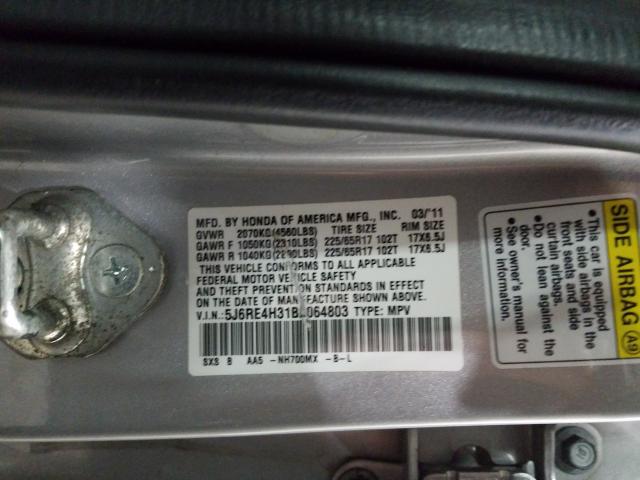 MFD. BY HONDA OF AMERICA MFG., INC. 03/'11
GVWR 2070KG(4560LBS) TIRE SIZE RIM SIZE
GAWR F 1050KG(2310LBS) 225/65R17 102T 17X6.5J
GAWR R 1040KG 225/65R17 102T 17X6.5J
THIS VEHICLE CONFORMS TO ALL APPLICABLE
FEDERAL MOTOR VEHICLE SAFETY
AND THEFT PREVENTION STANDARDS IN EFFECT
ON THE DATE OF MANUFACTURE SHOWN ABOVE.
V.I.N.: TYPE: MPV
SXS B AA5 -NH700MX -B-L
SIDE AIRBAG A9
• This car is equipped
with side airbags in the
front seats and side
curtain airbags.
• Do not lean against the
door.
• See owner's manual for
more information.